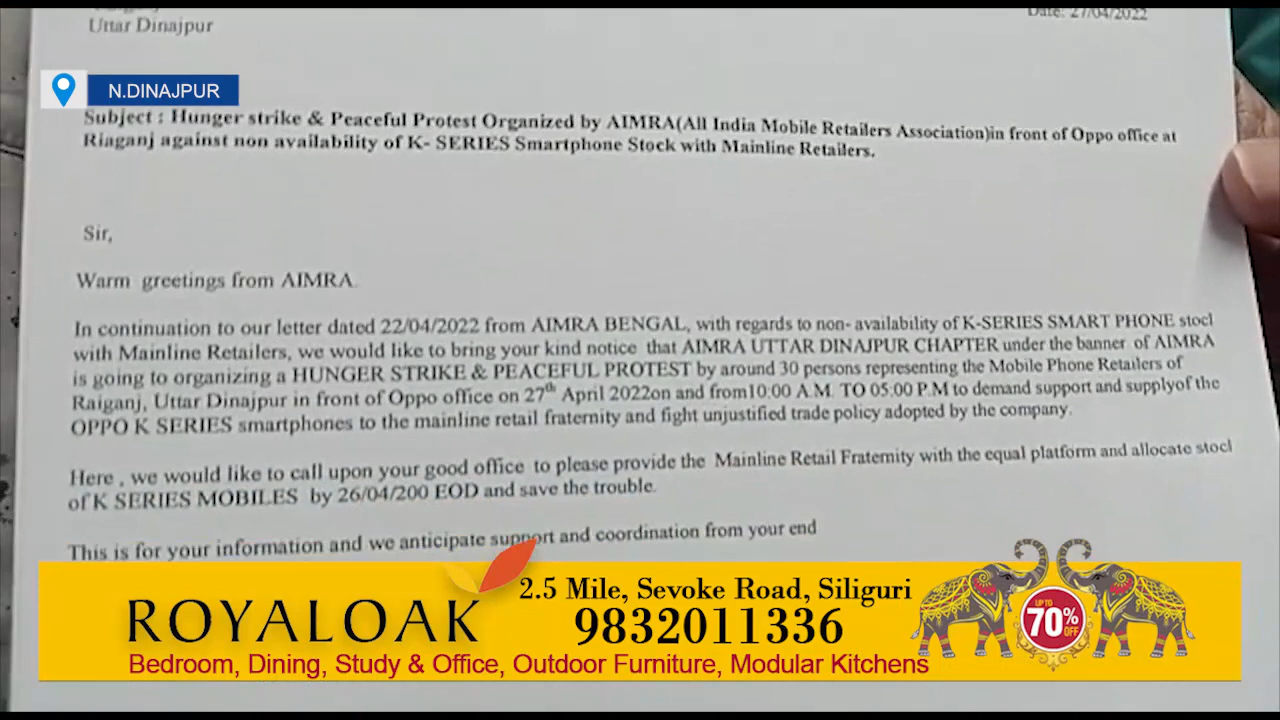 Uttar Dinajpur
Date: 27/04/2022
N.DINAJPUR
Subject : Hunger strike & Peaceful Protest Organized by AIMRA(All India Mobile Retailers Association)in front of Oppo office at
Riaganj against non availability of K- SERIES Smartphone Stock with Mainline Retailers.
Sir,
Warm greetings from AIMRA.
In continuation to our letter dated 22/04/2022 from AIMRA BENGAL, with regards to non- availability of K-SERIES SMART PHONE stocl
with Mainline Retailers, we would like to bring your kind notice that AIMRA UTTAR DINAJPUR CHAPTER under the banner of AIMRA
is going to organizing a HUNGER STRIKE & PEACEFUL PROTEST by around 30 persons representing the Mobile Phone Retailers of
Raiganj, Uttar Dinajpur in front of Oppo office on 27th April 2022on and from10:00 A.M. TO 05:00 P.M to demand support and supplyof the
OPPO K SERIES smartphones to the mainline retail fraternity and fight unjustified trade policy adopted by the company.
Here , we would like to call upon your good office to please provide the Mainline Retail Fraternity with the equal platform and allocate stocl
of K SERIES MOBILES by 26/04/200 EOD and save the trouble.
This is for your information and we anticipate support and coordination from your end
ROYALOAK
2.5 Mile, Sevoke Road, Siliguri
9832011336
Bedroom, Dining, Study & Office, Outdoor Furniture, Modular Kitchens
UP TO
70%
OFF